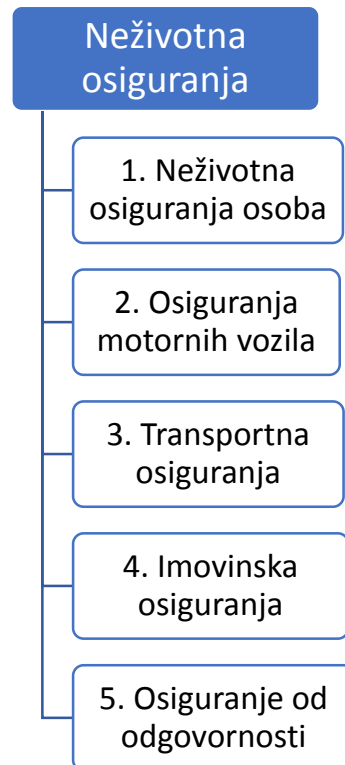 Neživotna
osiguranja
1. Neživotna
osiguranja osoba
2. Osiguranja
motornih vozila
3. Transportna
osiguranja
4. Imovinska
osiguranja
5. Osiguranje od
odgovornosti